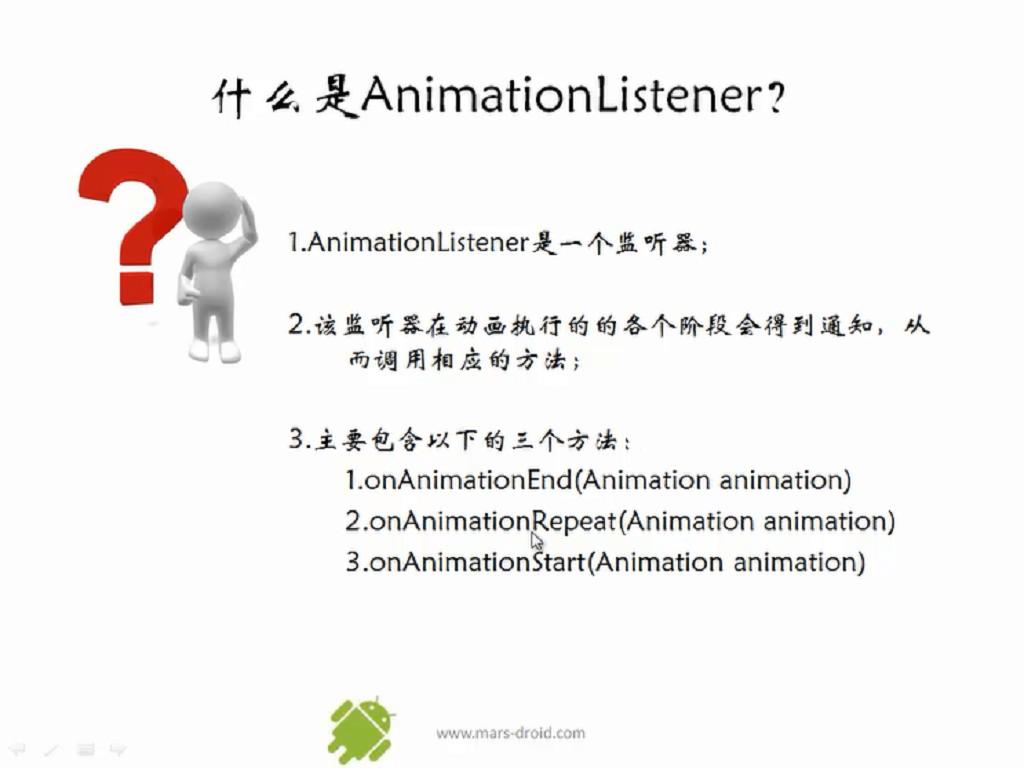 什么是AnimationListener?
1.AnimationListener是一个监听器；
2.该监听器在动画执行的的各个阶段会得到通知，从
而调用相应的方法；
3.主要包含以下的三个方法：
1.onAnimationEnd(Animation animation)
2.onAnimationRepeat(Animation animation)
3.onAnimationStart(Animation animation)
www.mars-droid.com